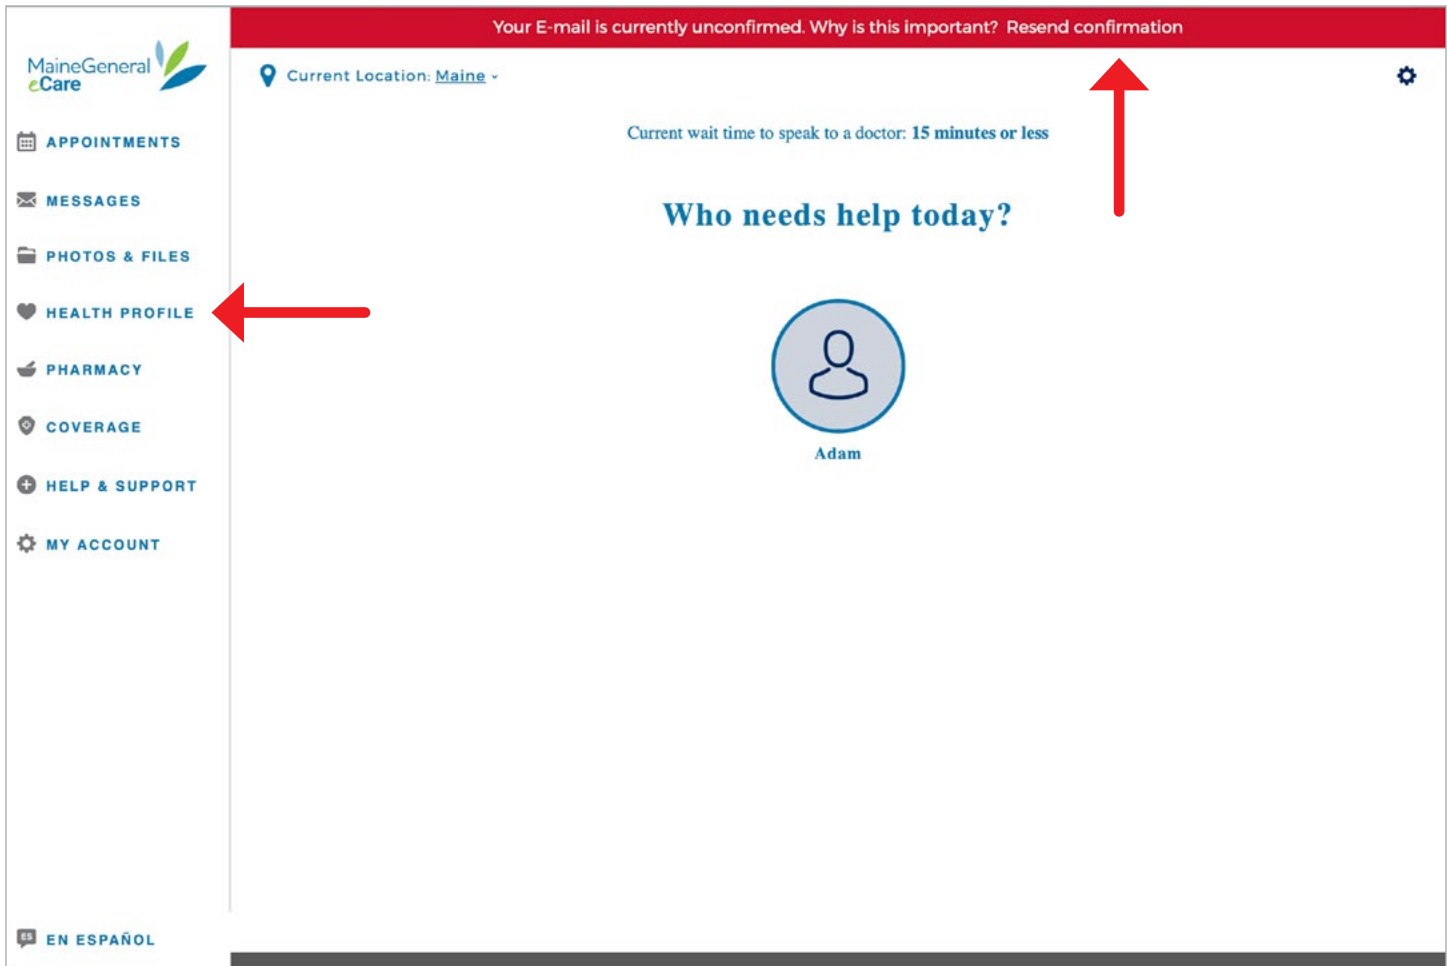 Your E-mail is currently unconfirmed. Why is this important? Resend confirmation
MaineGeneral
eCare
Current Location: Maine
Current wait time to speak to a doctor: 15 minutes or less
APPOINTMENTS
MESSAGES
PHOTOS & FILES
HEALTH PROFILE
PHARMACY
COVERAGE
HELP & SUPPORT
MY ACCOUNT
Who needs help today?
Adam
ES EN ESPAÑOL